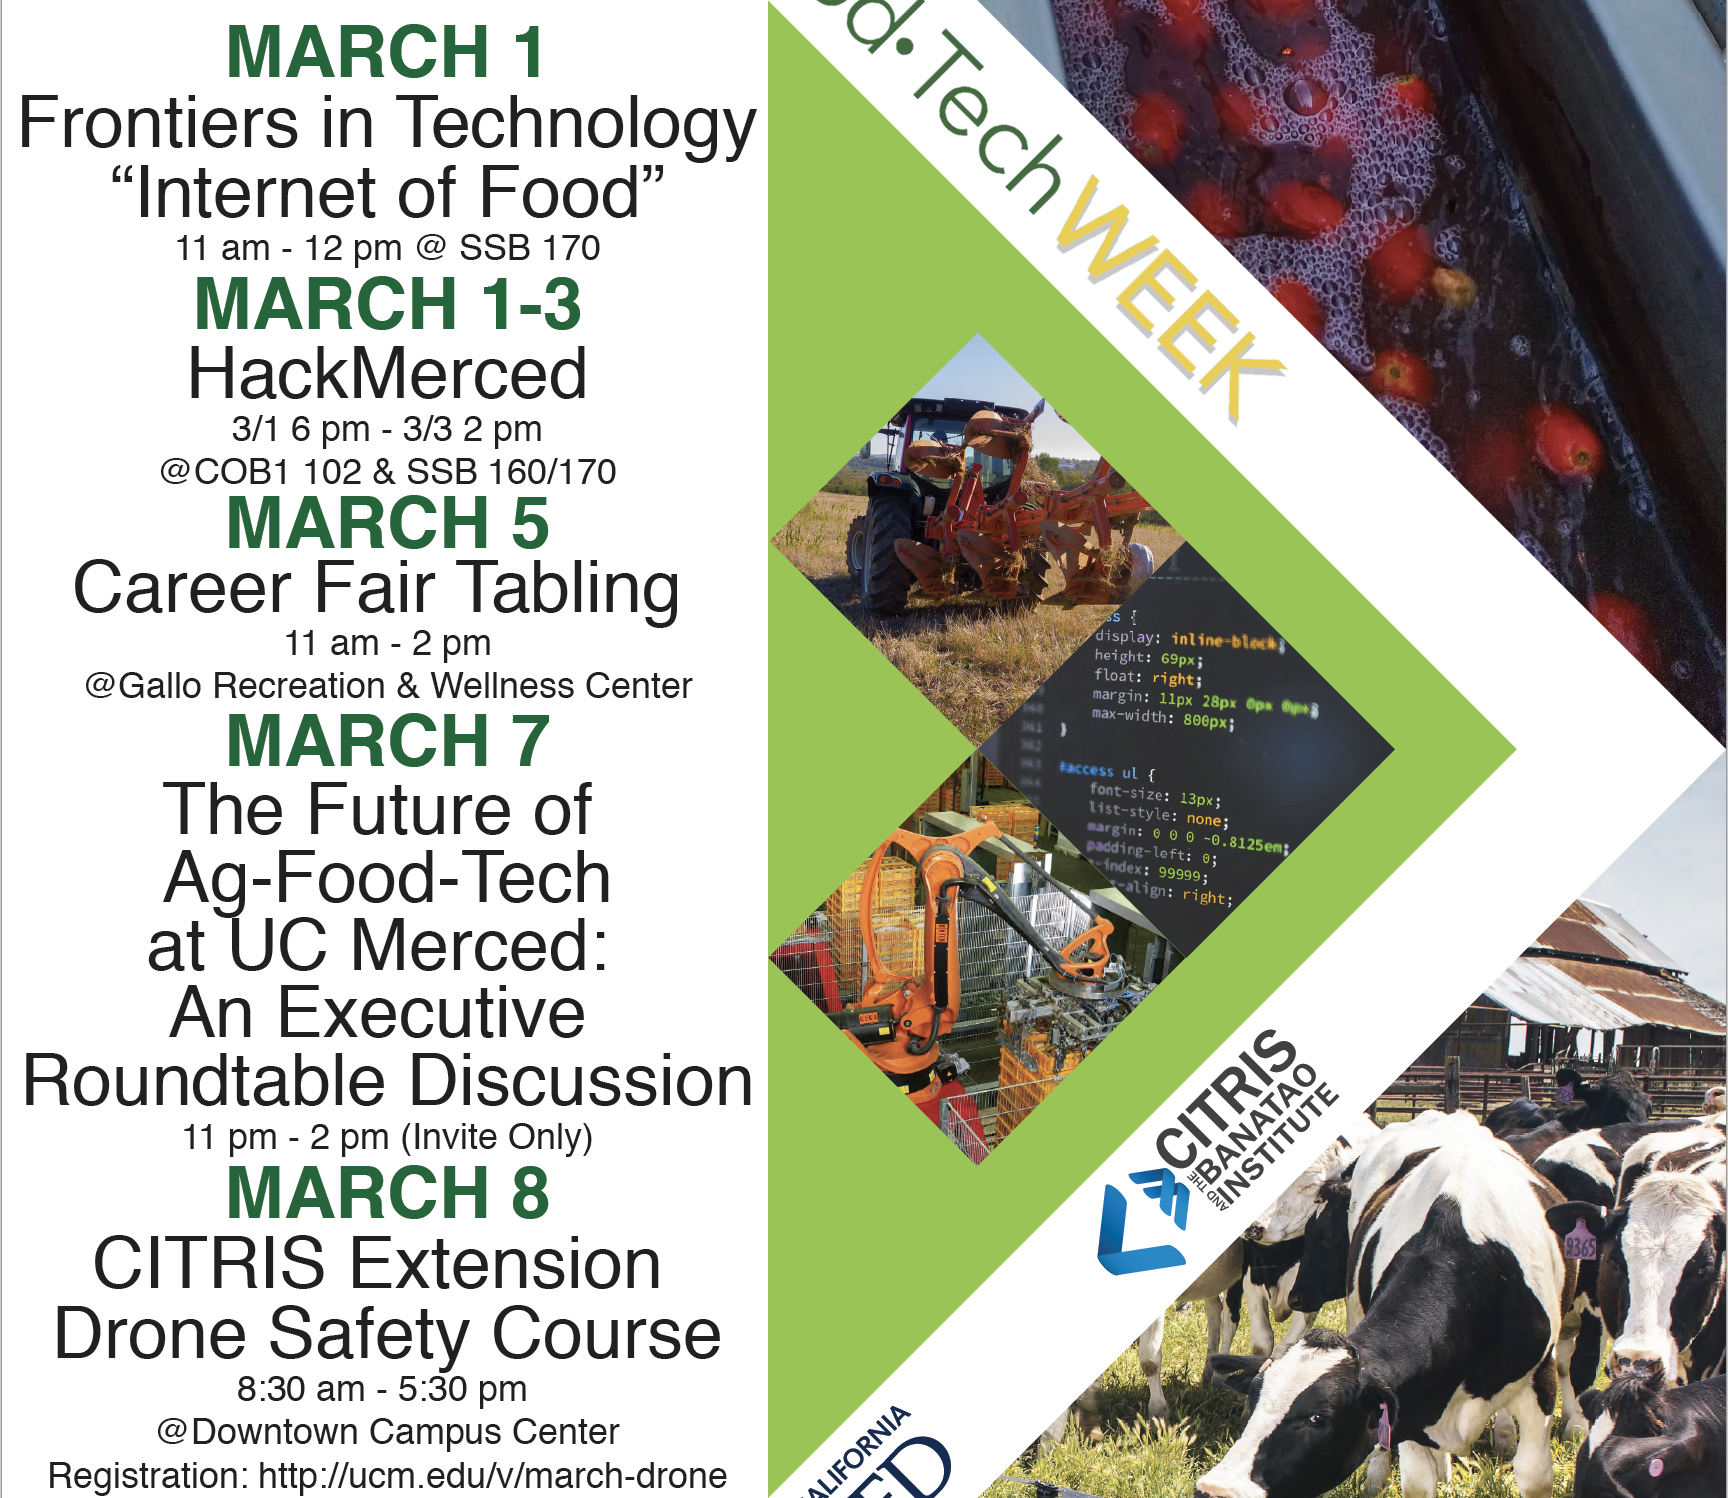 MARCH 1
Frontiers in Technology
“Internet of Food”
11 am - 12 pm @ SSB 170
MARCH 1-3
HackMerced
3/1 6 pm - 3/3 2 pm
@COB1 102 & SSB 160/170
MARCH 5
Career Fair Tabling
11 am - 2 pm
@Gallo Recreation & Wellness Center
MARCH 7
The Future of
Ag-Food-Tech
at UC Merced:
An Executive
Roundtable Discussion
11 pm - 2 pm (Invite Only)
MARCH 8
CITRIS Extension
Drone Safety Course
8:30 am - 5:30 pm
@Downtown Campus Center
Registration: http://ucm.edu/v/march-drone
od•TechWEEK
ss {
display: inline-block;
height: 69px;
float: right;
margin: 11px 28px 0px
max-width: 800px;
}
#access ul {
font-size: 13px;
list-style: none;
margin: 0 0 0 -0.8125em;
padding-left: 0;
-index: 99999;
-align: right;
CITRIS
AND THE BANATAO
INSTITUTE
9365
ALIFORNIA
ED